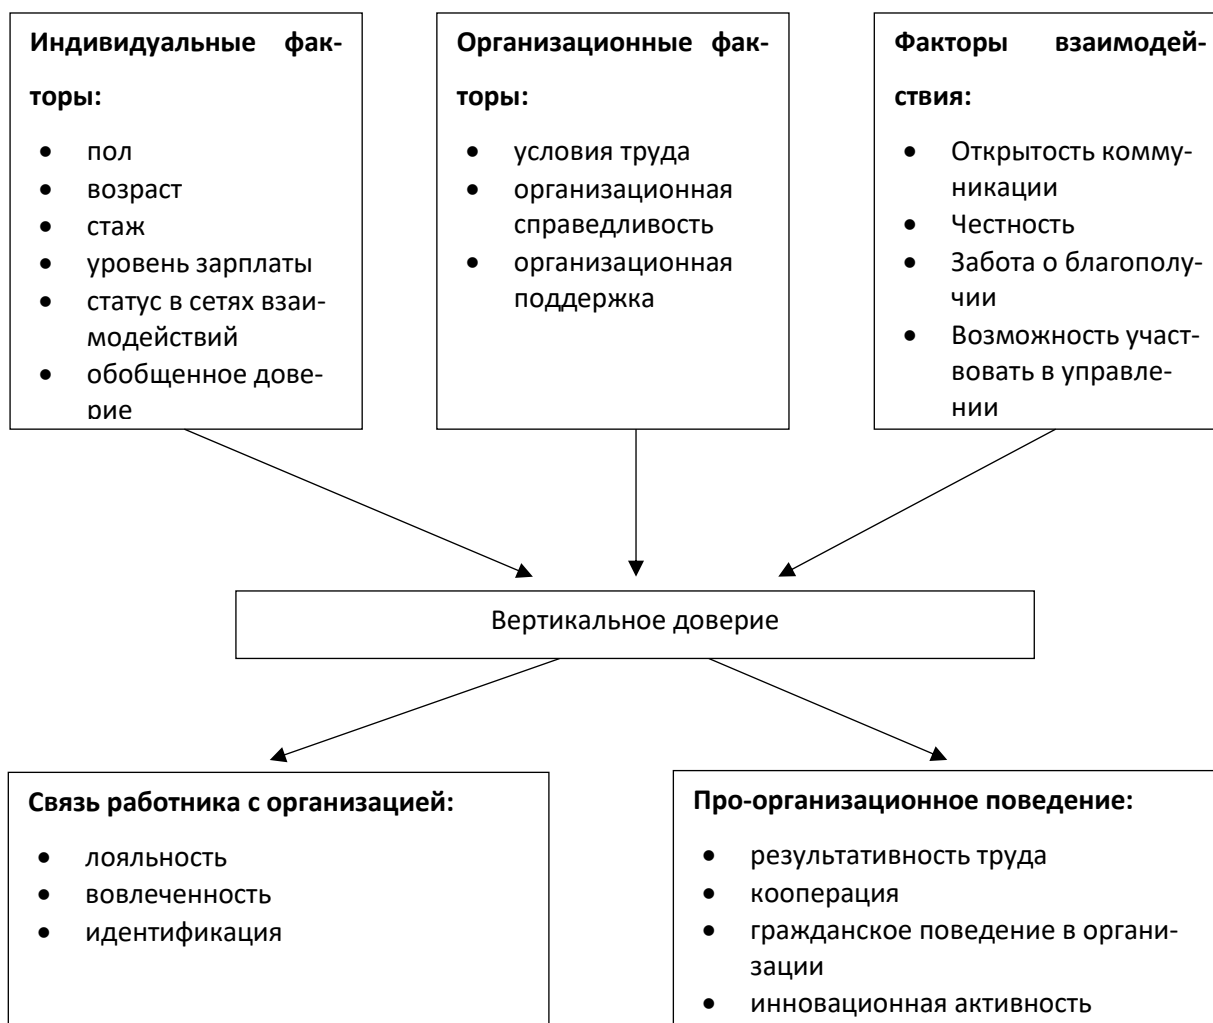 Индивидуальные фак-
торы:
• пол
• возраст
• стаж
• уровень зарплаты
• статус в сетях взаи-
модействий
• обобщенное дове-
рие
Организационные фак-
торы:
• условия труда
• организационная
справедливость
• организационная
поддержка
Факторы взаимодей-
ствия:
• Открытость комму-
никации
• Честность
• Забота о благополу-
чии
• Возможность участ-
вовать в управле-
нии
Вертикальное доверие
Связь работника с организацией:
• лояльность
• вовлеченность
• идентификация
Про-организационное поведение:
• результативность труда
• кооперация
• гражданское поведение в органи-
зации
• инновационная активность